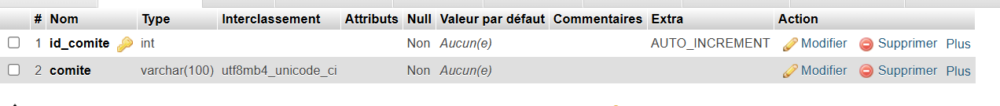 # Nom Type Interclassement Attributs Null Valeur par défaut Commentaires Extra Action
1 id_comite int Non Aucun(e) AUTO_INCREMENT Modifier Supprimer Plus
2 comite varchar(100) utf8mb4_unicode_ci Non Aucun(e) Modifier Supprimer Plus